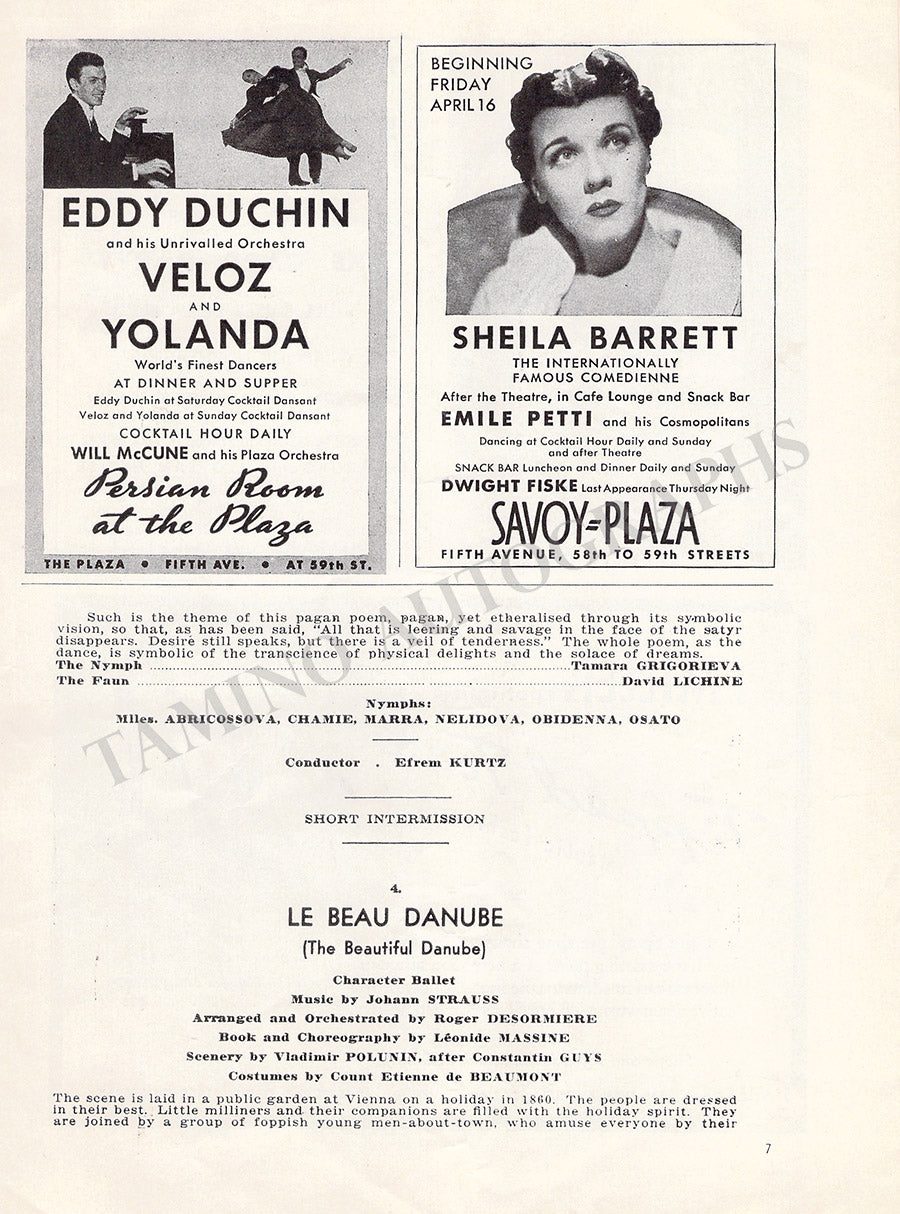 EDDY DUCHIN
and his Unrivalled Orchestra
VELOZ
AND
YOLANDA
World's Finest Dancers
AT DINNER AND SUPPER
Eddy Duchin at Saturday Cocktail Dansant
Veloz and Yolanda at Sunday Cocktail Dansant
COCKTAIL HOUR DAILY
WILL McCUNE and his Plaza Orchestra
Persian Room
at the Plaza
THE PLAZA • FIFTH AVE. • AT 59th ST.
BEGINNING
FRIDAY
APRIL 16
SHEILA BARRETT
THE INTERNATIONALLY
FAMOUS COMEDIENNE
After the Theatre, in Cafe Lounge and Snack Bar
EMILE PETTI and his Cosmopolitans
Dancing at Cocktail Hour Daily and Sunday
and after Theatre
SNACK BAR Luncheon and Dinner Daily and Sunday
DWIGHT FISKE Last Appearance Thursday Night
SAVOY=PLAZA
FIFTH AVENUE, 58th TO 59th STREETS
Such is the theme of this pagan poem, pagan, yet etheralised through its symbolic
vision, so that, as has been said, "All that is leering and savage in the face of the satyr
disappears. Desire still speaks, but there is a veil of tenderness." The whole poem, as the
dance, is symbolic of the transcience of physical delights and the solace of dreams.
The Nymph ........ Tamara GRIGORIEVA
The Faun ........ David LICHINE
Nymphs:
Mlles. ABRICOSSOVA, CHAMIE, MARRA, NELIDOVA, OBIDENNA, OSATO
Conductor . Efrem KURTZ
SHORT INTERMISSION
4.
LE BEAU DANUBE
(The Beautiful Danube)
Character Ballet
Music by Johann STRAUSS
Arranged and Orchestrated by Roger DESORMIERE
Book and Choreography by Léonide MASSINE
Scenery by Vladimir POLUNIN, after Constantin GUYS
Costumes by Count Etienne de BEAUMONT
The scene is laid in a public garden at Vienna on a holiday in 1860. The people are dressed
in their best. Little milliners and their companions are filled with the holiday spirit. They
are joined by a group of foppish young men-about-town, who amuse everyone by their
7
TAMINO AUTOGRAPHS